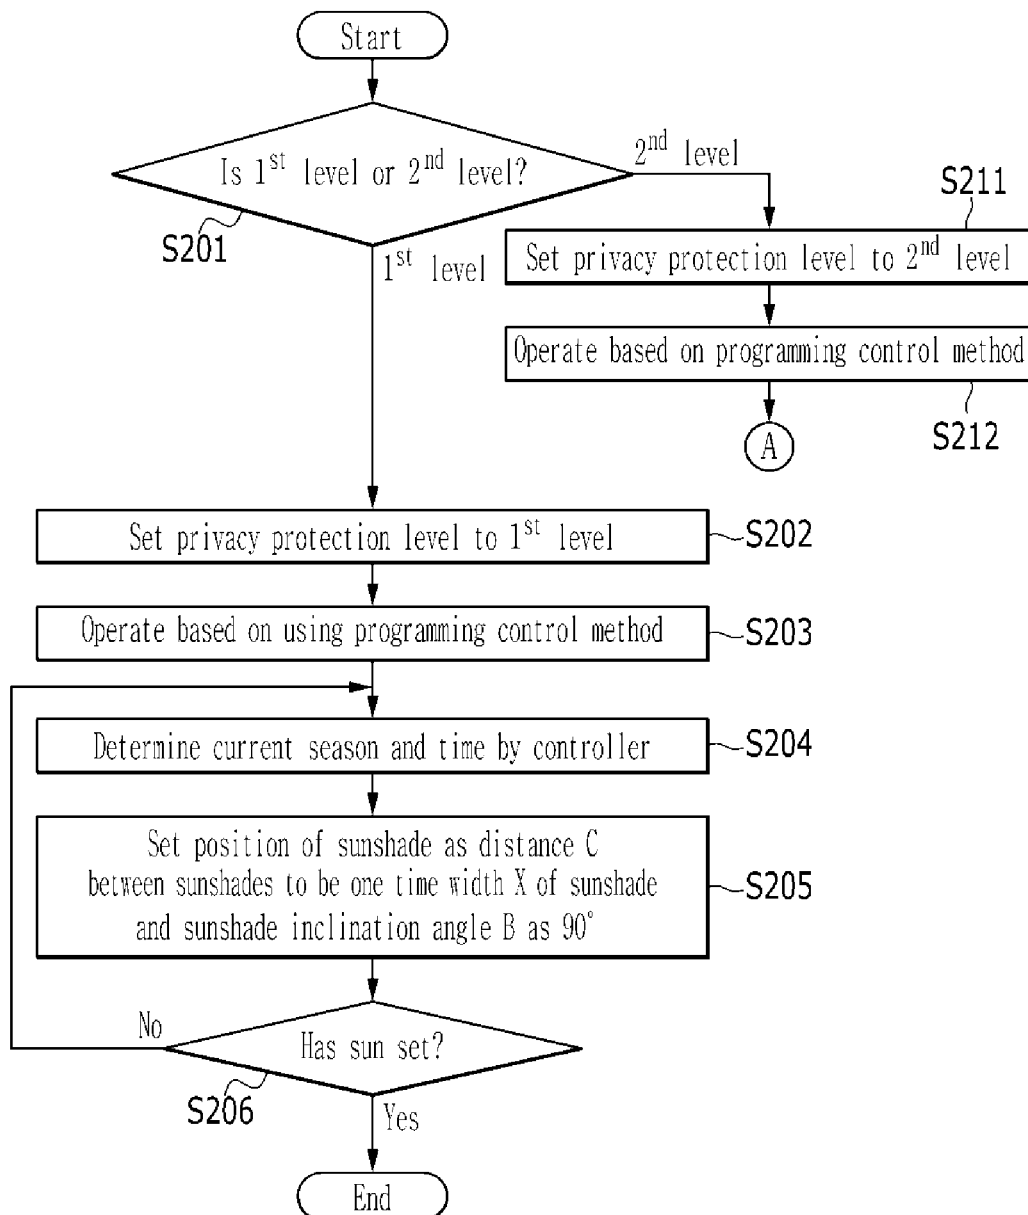 Start
Is 1st level or 2nd level?
S201
2nd level
1st level
S211
Set privacy protection level to 2nd level
Operate based on programming control method
S212
A
Set privacy protection level to 1st level
S202
Operate based on using programming control method
S203
Determine current season and time by controller
S204
Set position of sunshade as distance C
between sunshades to be one time width X of sunshade
and sunshade inclination angle B as 90°
S205
No
Has sun set?
S206
Yes
End